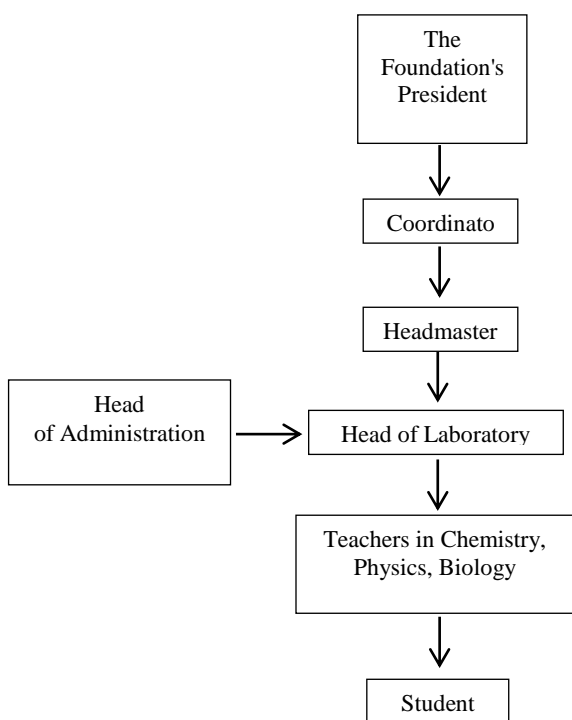 The
Foundation's
President
Coordinato
Headmaster
Head
of Administration
Head of Laboratory
Teachers in Chemistry,
Physics, Biology
Student